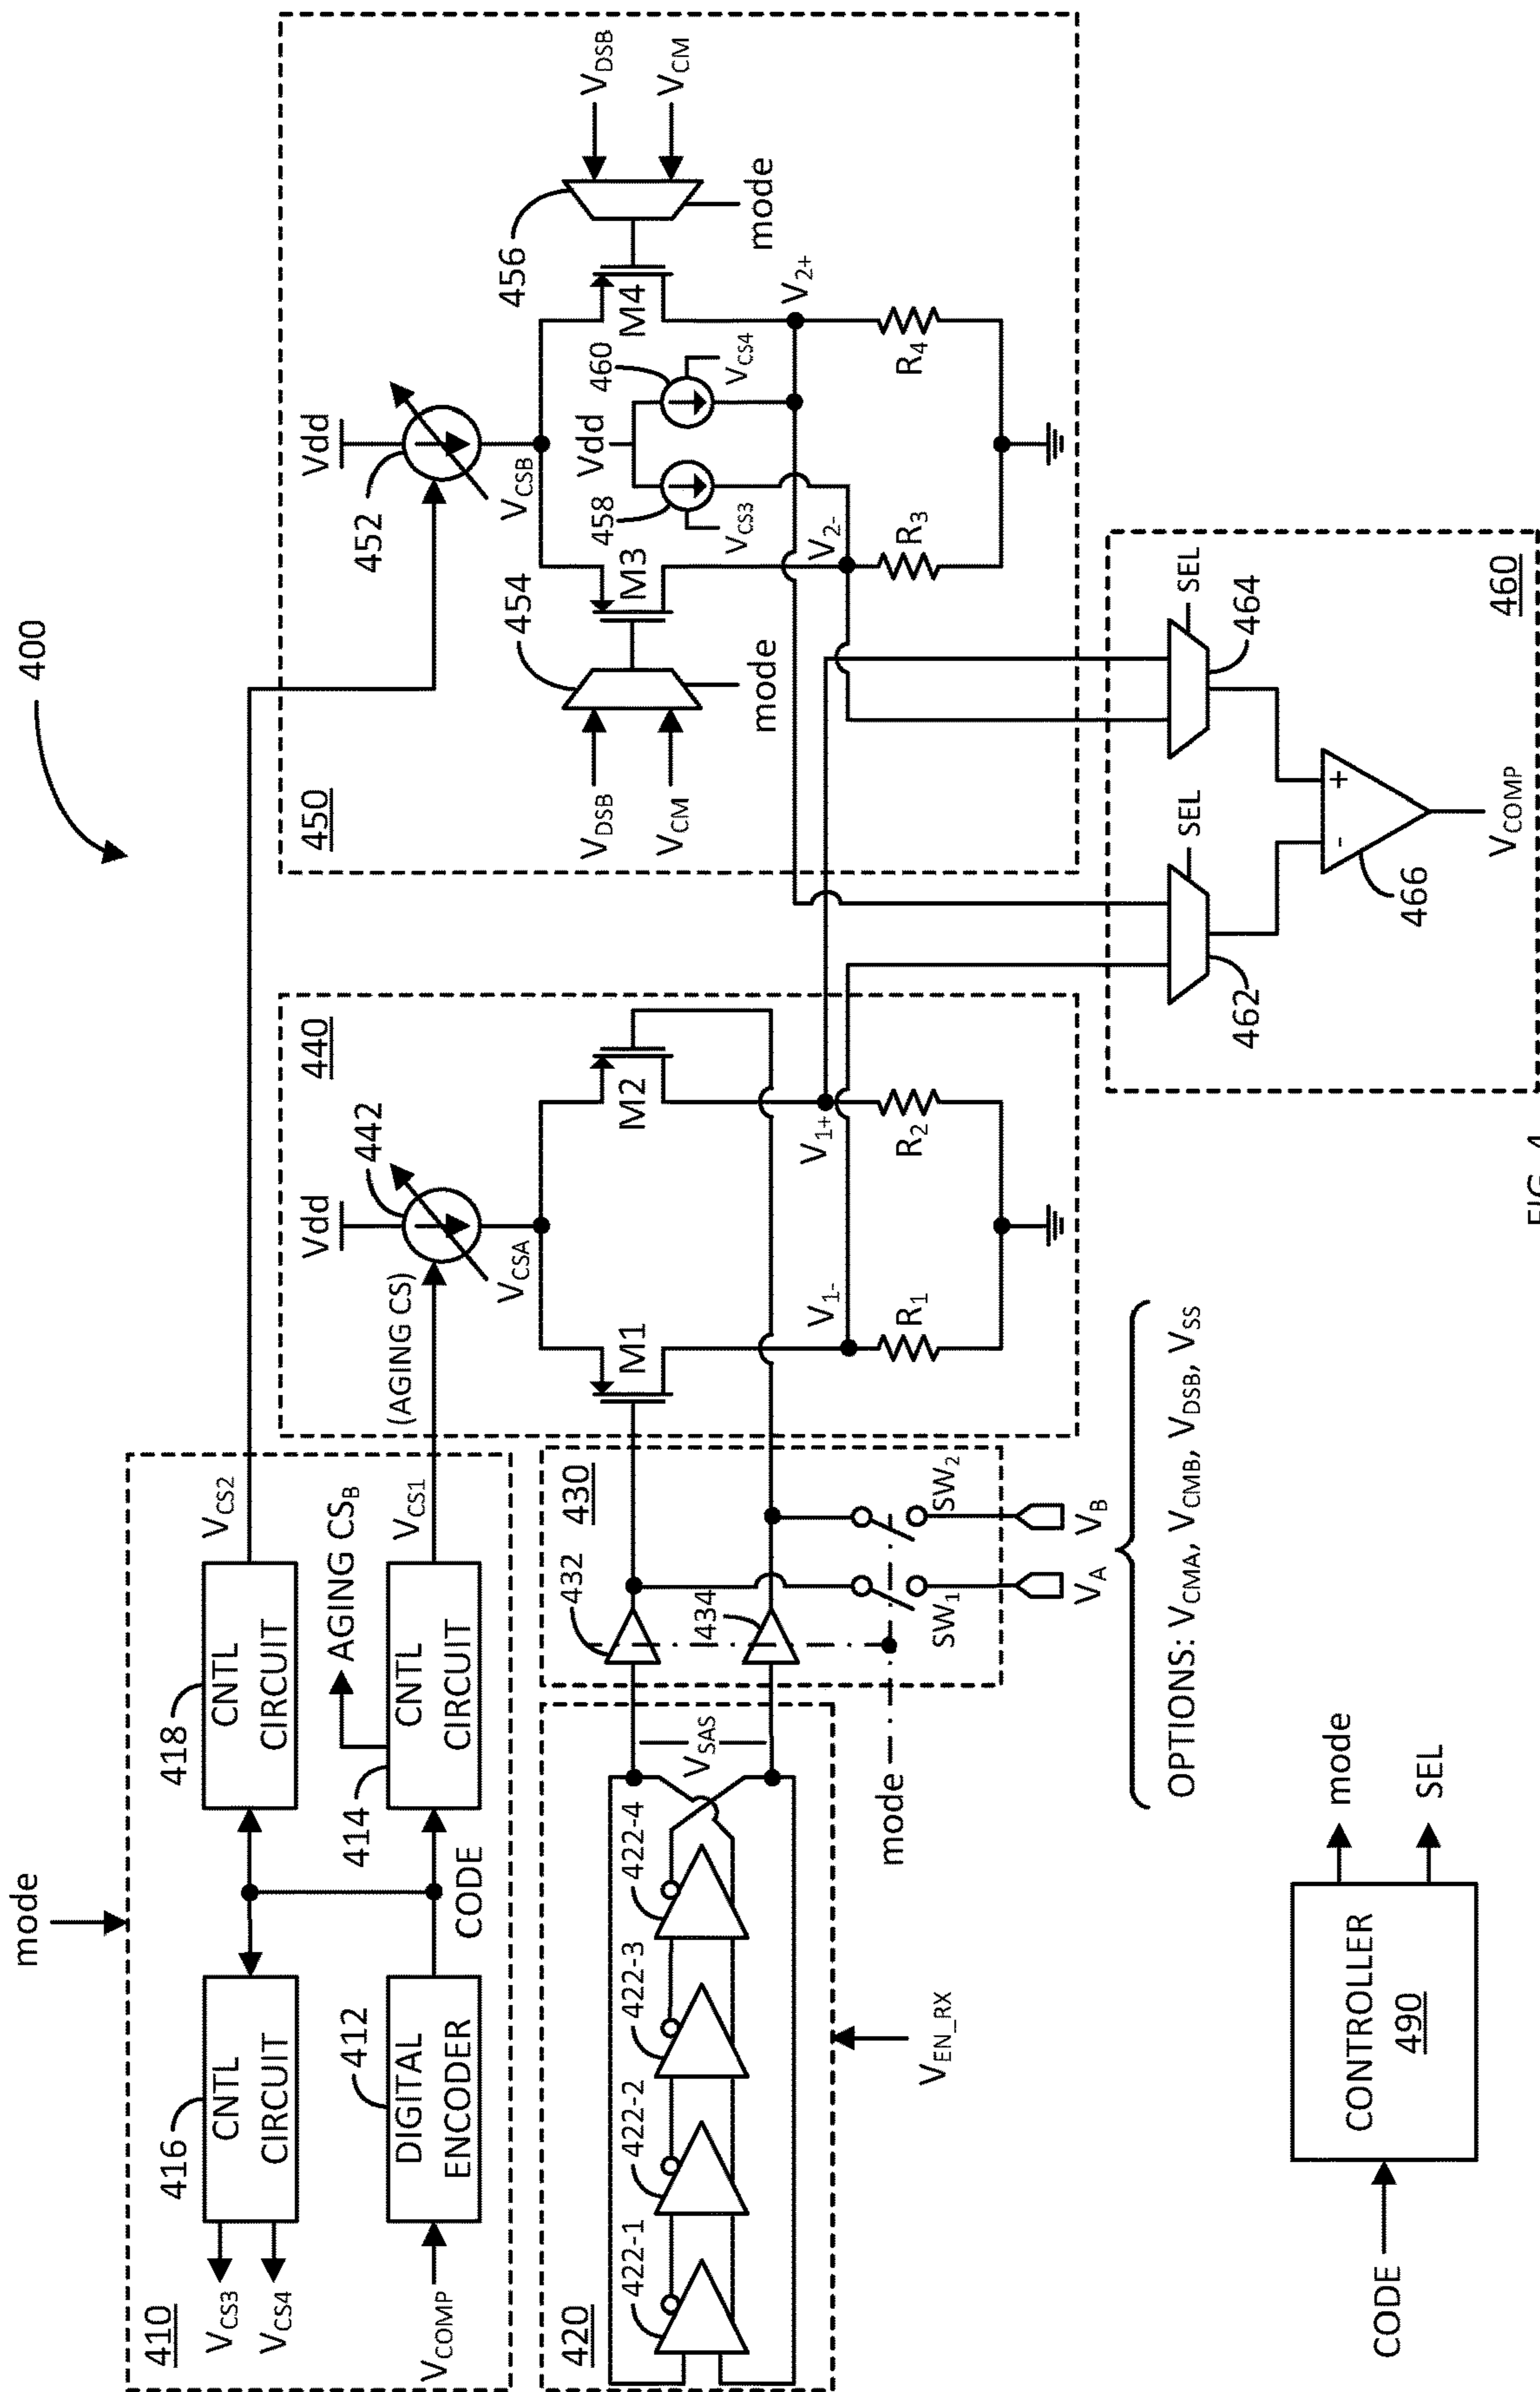 400
mode
410
416
CNTL
CIRCUIT
V_CS3
V_CS4
418
CNTL
CIRCUIT
V_CS2
V_COMP
412
DIGITAL
ENCODER
CODE
414
CNTL
CIRCUIT
AGING CS_B
V_CS1
(AGING CS)
420
422-1
422-2
422-3
422-4
V_SAS
V_EN_RX
mode
430
432
434
SW_1
SW_2
V_A
V_B
OPTIONS: V_CMA, V_CMB, V_DSB, V_SS
440
Vdd
442
V_CSA
M1
M2
V_1-
V_1+
R_1
R_2
450
Vdd
452
V_CSB
454
V_DSB
V_CM
mode
M3
M4
456
V_DSB
V_CM
mode
Vdd
458
460
V_CS3
V_CS4
V_2-
V_2+
R_3
R_4
460
462
SEL
464
SEL
-
+
466
V_COMP
CODE
CONTROLLER
490
mode
SEL